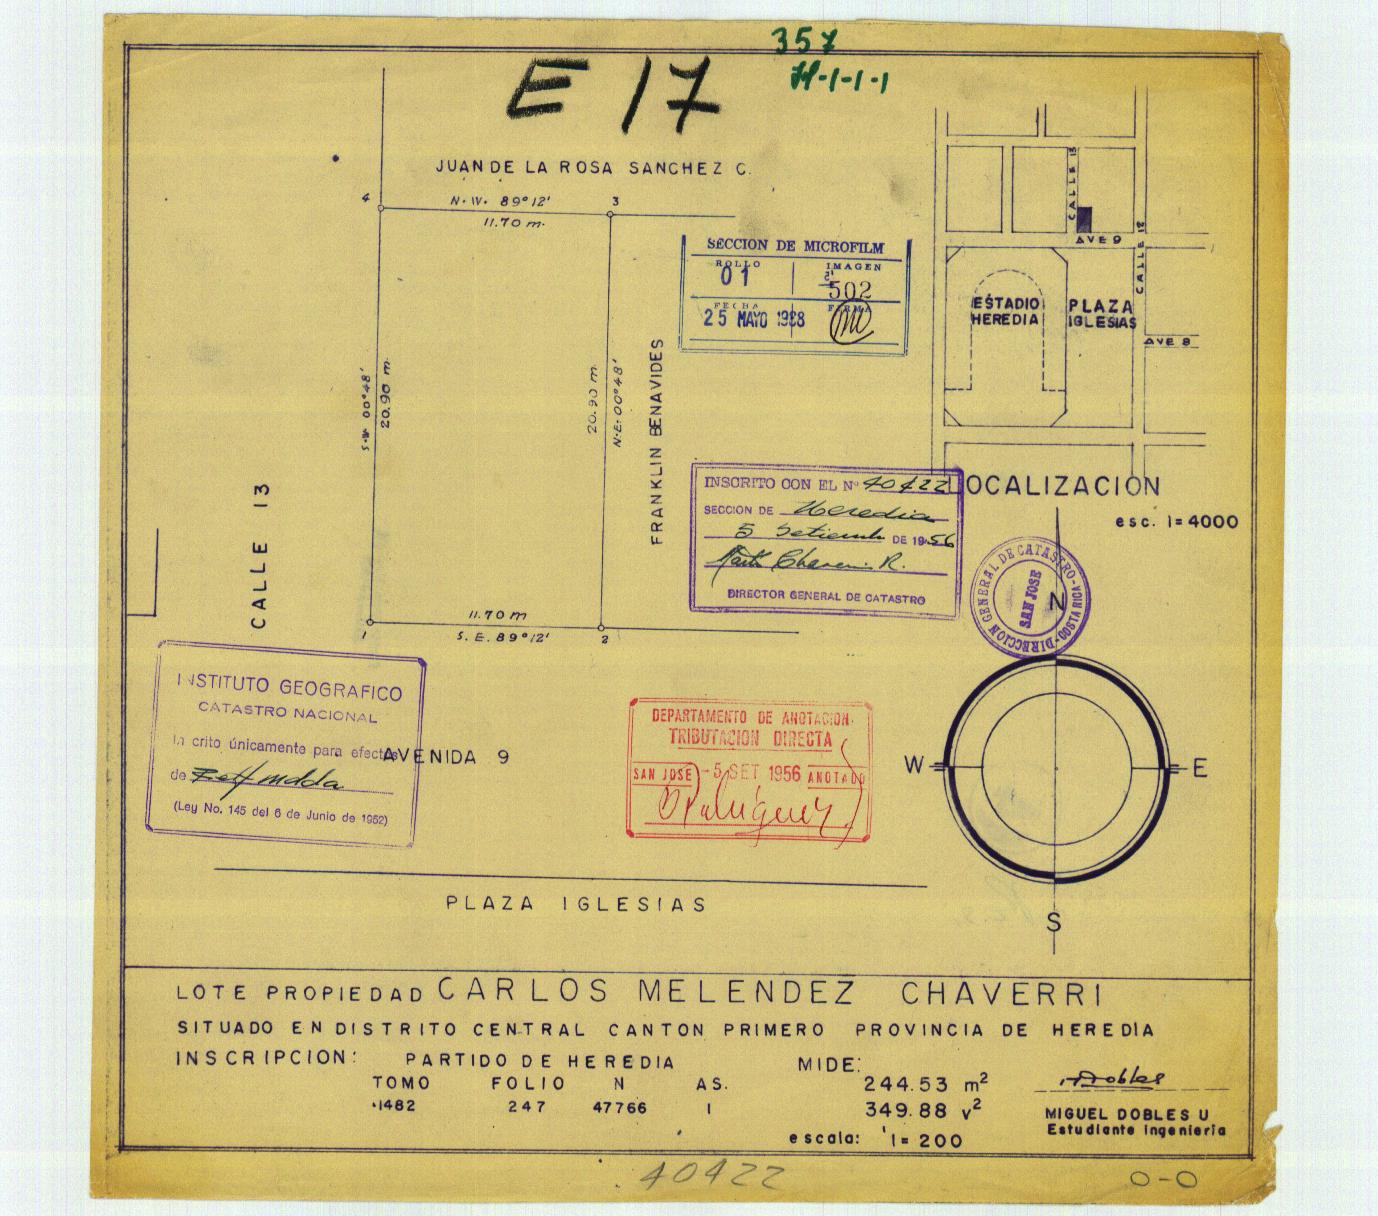 357
H-1-1-1
E 17
JUAN DE LA ROSA SANCHEZ C.
4
N.W. 89°12'
3
11.70 m.
S.W. 00°48'
20.90 m.
20.90 m.
N.E. 00°48'
FRANKLIN BENAVIDES
CALLE 13
11.70 m
1
S.E. 89°12'
2
SECCION DE MICROFILM
ROLLO
IMAGEN
01
502
FECHA
FIRMA
25 MAYO 1988
CALLE 13
AVE 9
CALLE 12
ESTADIO
HEREDIA
PLAZA
IGLESIAS
AVE 8
LOCALIZACION
esc. 1=4000
INSCRITO CON EL Nº 40422
SECCION DE Heredia
5 Setiembre DE 1956
DIRECTOR GENERAL DE CATASTRO
DIRECCION GENERAL DE CATASTRO
SAN JOSE
N
W
E
S
INSTITUTO GEOGRAFICO
CATASTRO NACIONAL
In crito únicamente para efectos
de
(Ley No. 145 del 6 de Junio de 1952)
AVENIDA 9
DEPARTAMENTO DE ANOTACION.
TRIBUTACION DIRECTA
SAN JOSE -5 SET 1956 ANOTADO
PLAZA IGLESIAS
LOTE PROPIEDAD CARLOS MELENDEZ CHAVERRI
SITUADO EN DISTRITO CENTRAL CANTON PRIMERO PROVINCIA DE HEREDIA
INSCRIPCION: PARTIDO DE HEREDIA
MIDE:
TOMO FOLIO N AS.
244.53 m²
1482 247 47766 1
349.88 v²
MDobles
MIGUEL DOBLES U
Estudiante Ingenieria
escala: 1=200
40422
0-0